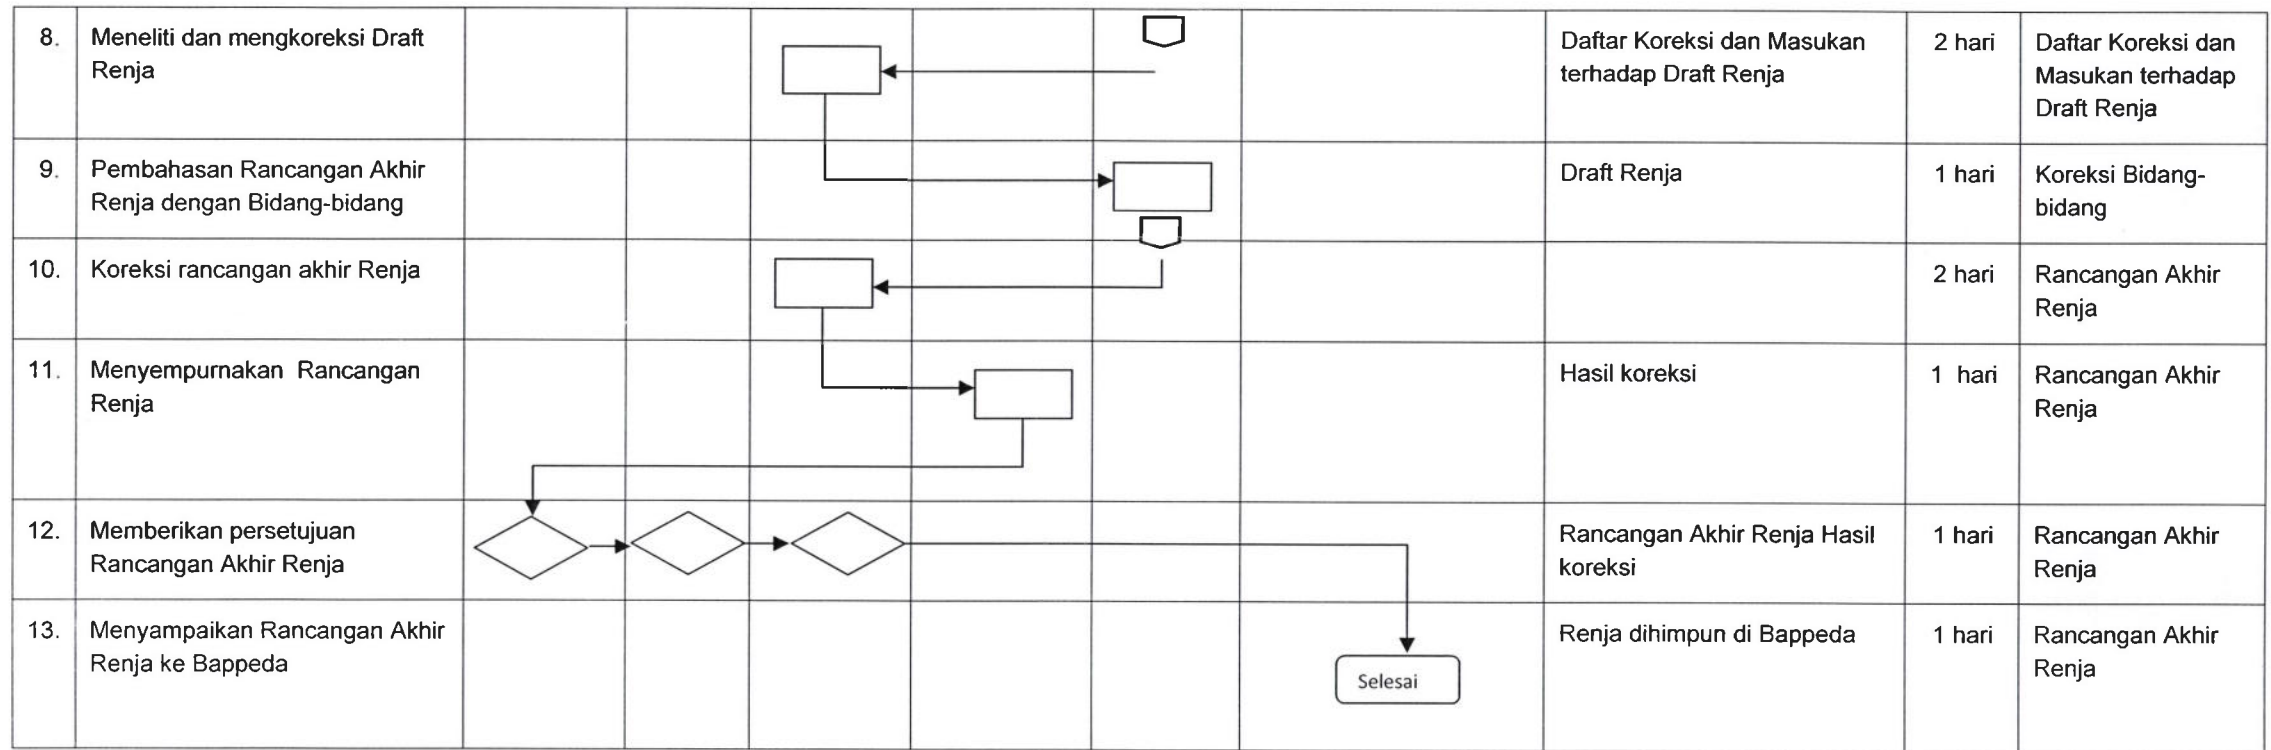 8.
Meneliti dan mengkoreksi Draft
Renja
Daftar Koreksi dan Masukan
terhadap Draft Renja
2 hari
Daftar Koreksi dan
Masukan terhadap
Draft Renja
9.
Pembahasan Rancangan Akhir
Renja dengan Bidang-bidang
Draft Renja
1 hari
Koreksi Bidang-
bidang
10.
Koreksi rancangan akhir Renja
2 hari
Rancangan Akhir
Renja
11.
Menyempurnakan Rancangan
Renja
Hasil koreksi
1 hari
Rancangan Akhir
Renja
12.
Memberikan persetujuan
Rancangan Akhir Renja
Rancangan Akhir Renja Hasil
koreksi
1 hari
Rancangan Akhir
Renja
13.
Menyampaikan Rancangan Akhir
Renja ke Bappeda
Selesai
Renja dihimpun di Bappeda
1 hari
Rancangan Akhir
Renja